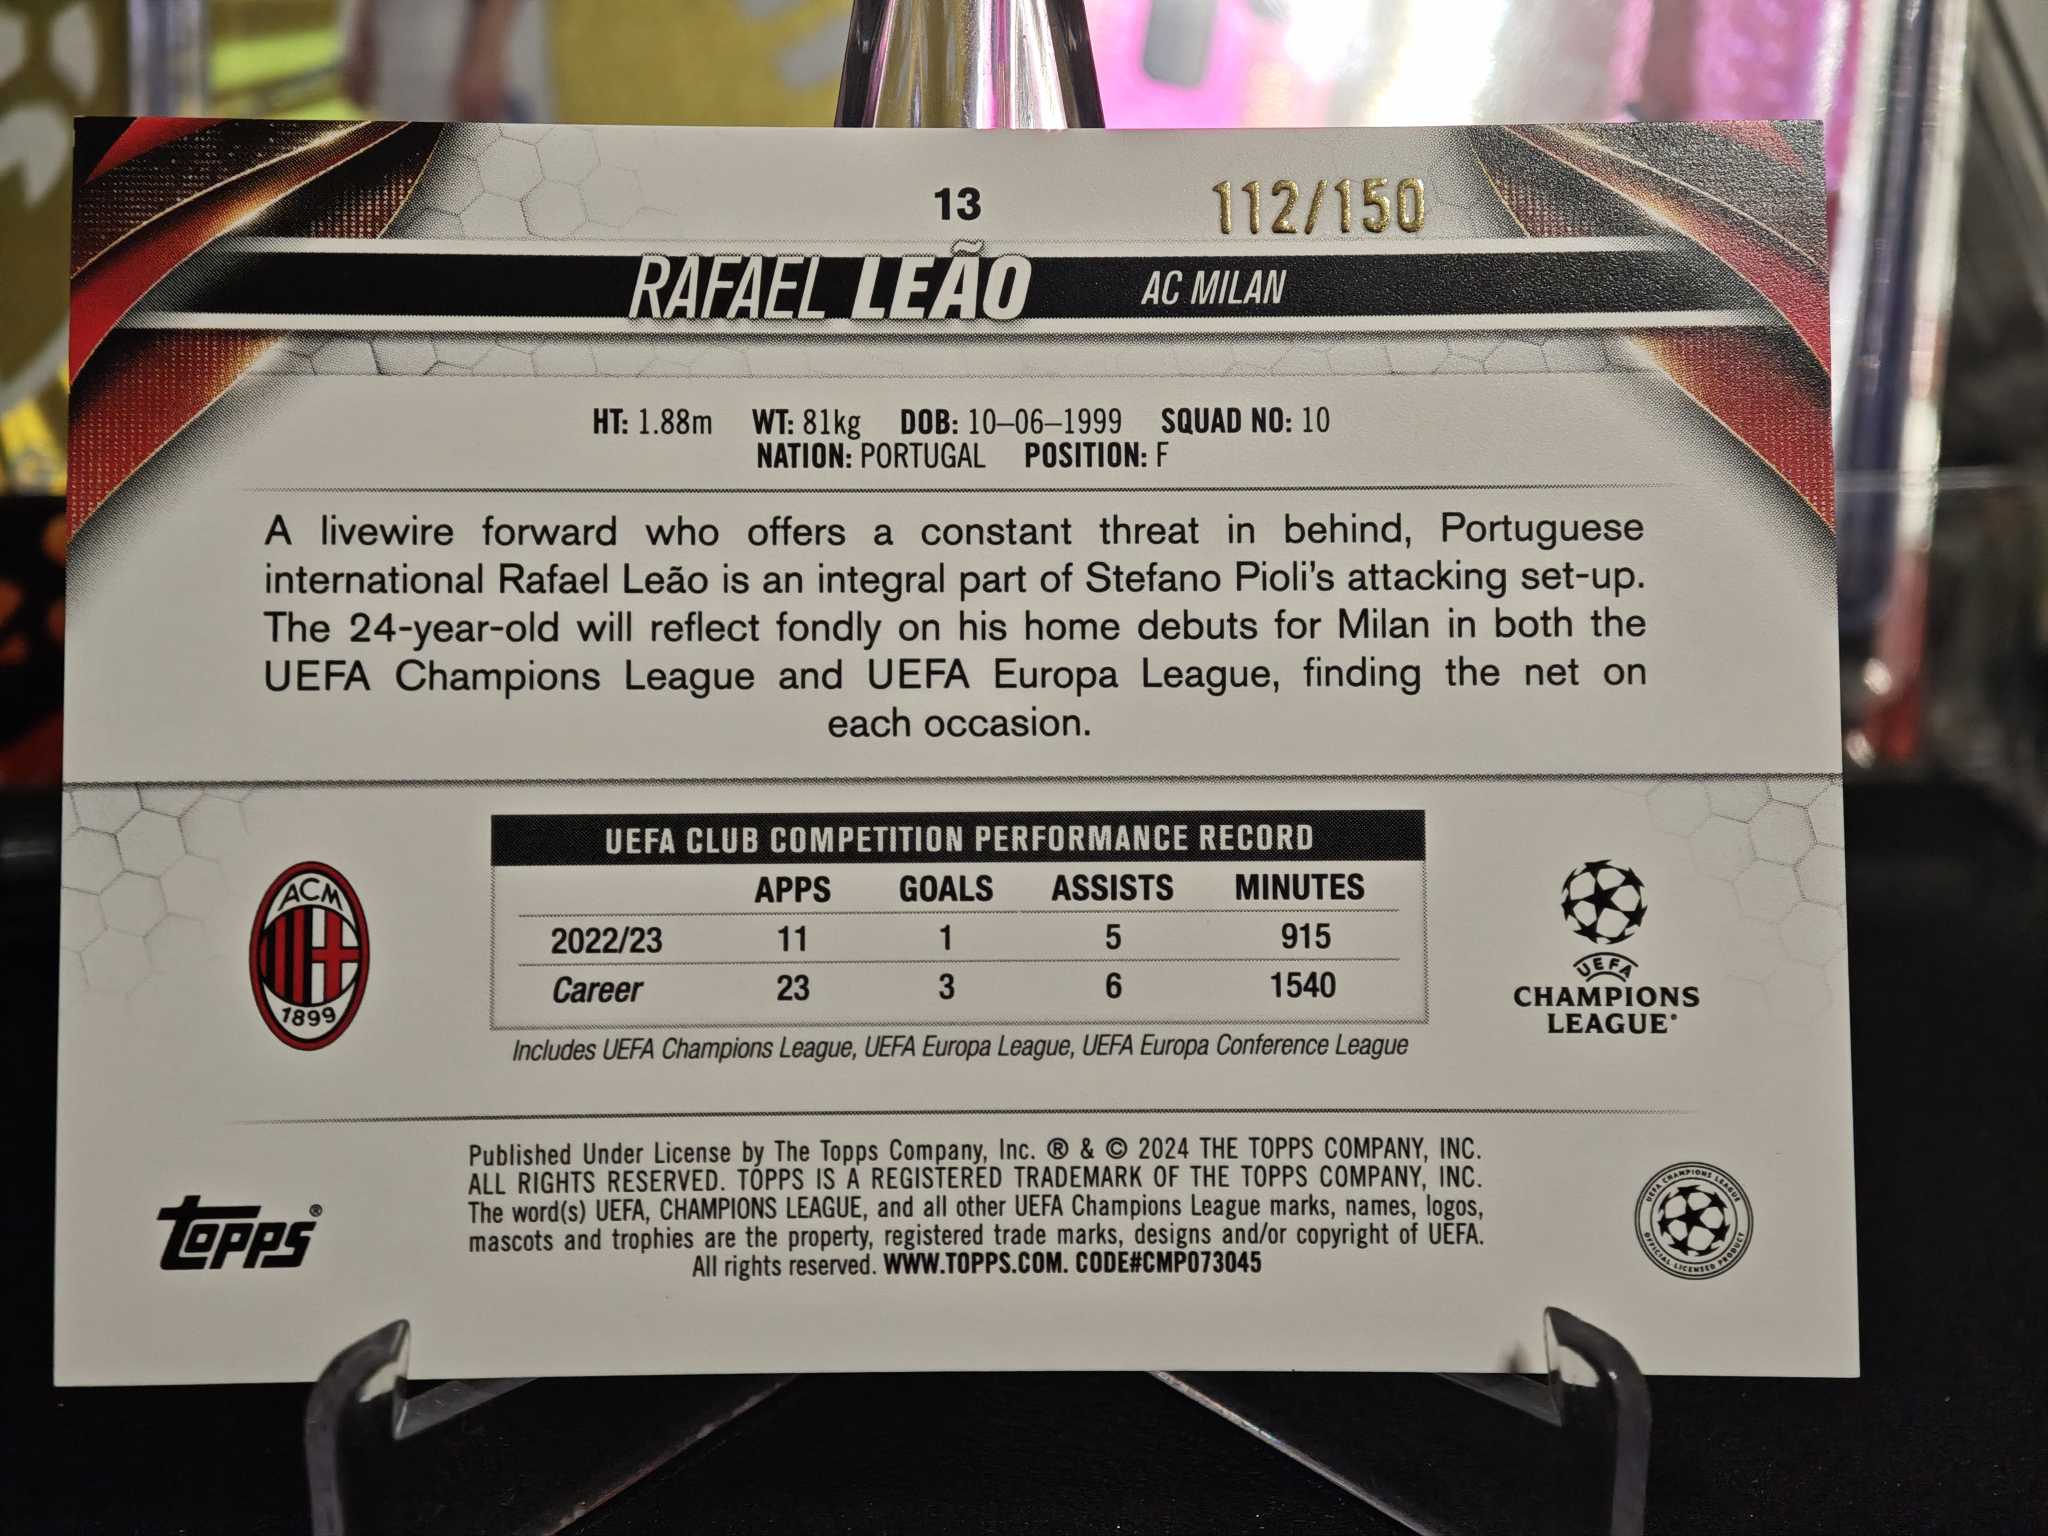 13
112/150
RAFAEL LEÃO AC MILAN
HT: 1.88m WT: 81kg DOB: 10–06–1999 SQUAD NO: 10
NATION: PORTUGAL POSITION: F
A livewire forward who offers a constant threat in behind, Portuguese
international Rafael Leão is an integral part of Stefano Pioli's attacking set-up.
The 24-year-old will reflect fondly on his home debuts for Milan in both the
UEFA Champions League and UEFA Europa League, finding the net on
each occasion.
UEFA CLUB COMPETITION PERFORMANCE RECORD
APPS GOALS ASSISTS MINUTES
2022/23 11 1 5 915
Career 23 3 6 1540
Includes UEFA Champions League, UEFA Europa League, UEFA Europa Conference League
ACM
1899
UEFA
CHAMPIONS
LEAGUE®
topps®
Published Under License by The Topps Company, Inc. ® & © 2024 THE TOPPS COMPANY, INC.
ALL RIGHTS RESERVED. TOPPS IS A REGISTERED TRADEMARK OF THE TOPPS COMPANY, INC.
The word(s) UEFA, CHAMPIONS LEAGUE, and all other UEFA Champions League marks, names, logos,
mascots and trophies are the property, registered trade marks, designs and/or copyright of UEFA.
All rights reserved. WWW.TOPPS.COM. CODE#CMP073045
UEFA CHAMPIONS LEAGUE
OFFICIAL LICENSED PRODUCT